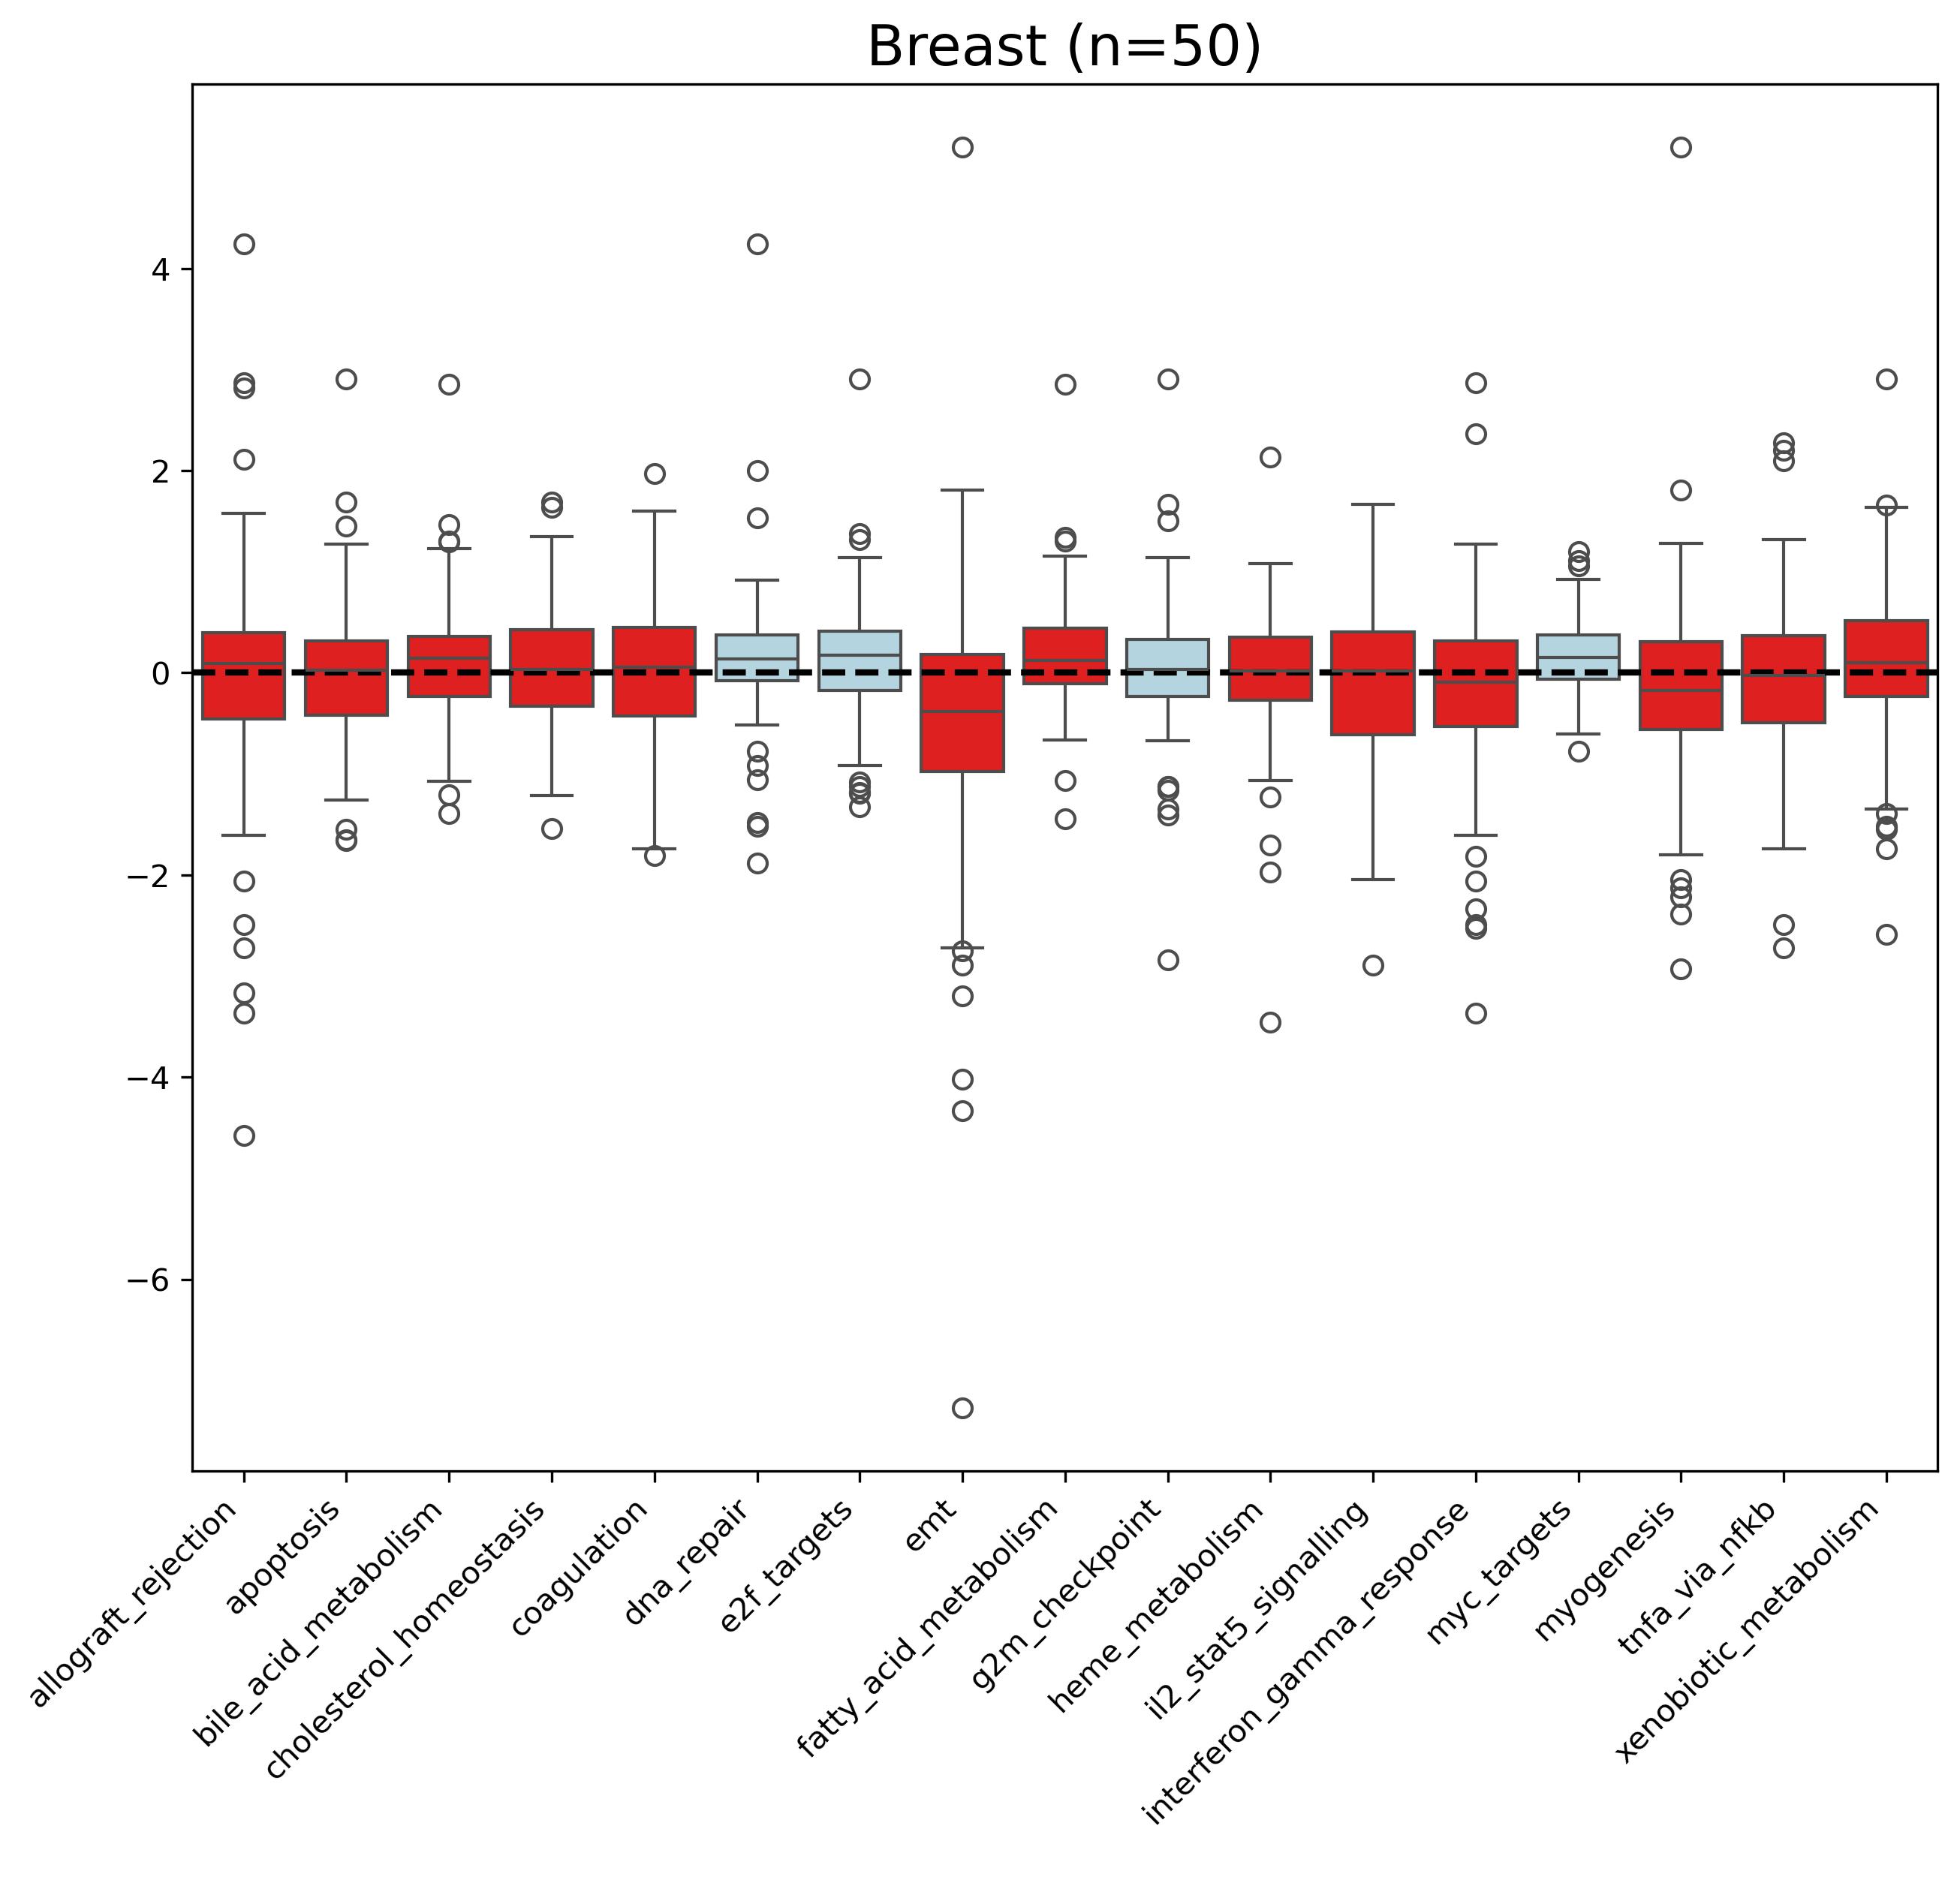 Breast (n=50)
4
2
0
−2
−4
−6
allograft_rejection
apoptosis
bile_acid_metabolism
cholesterol_homeostasis
coagulation
dna_repair
e2f_targets
emt
fatty_acid_metabolism
g2m_checkpoint
heme_metabolism
il2_stat5_signalling
interferon_gamma_response
myc_targets
myogenesis
tnfa_via_nfkb
xenobiotic_metabolism